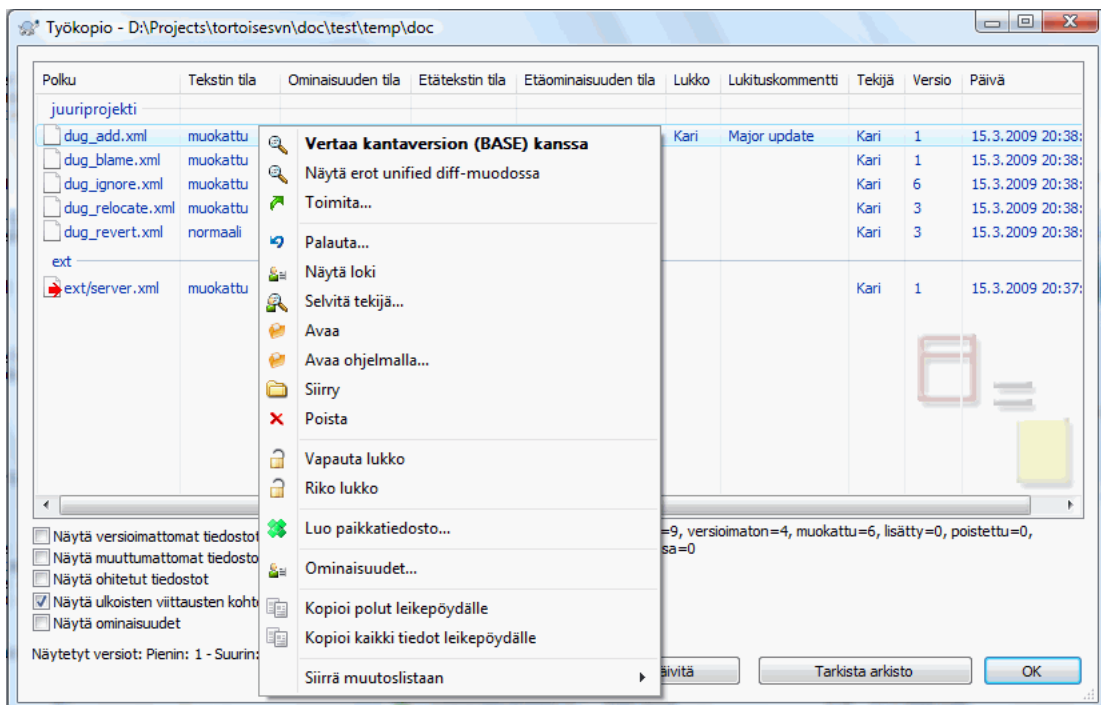 Työkopio - D:\Projects\tortoisesvn\doc\test\temp\doc
Polku Tekstin tila Ominaisuuden tila Etätekstin tila Etäominaisuuden tila Lukko Lukituskommentti Tekijä Versio Päivä
juuriprojekti
dug_add.xml muokattu Kari Major update Kari 1 15.3.2009 20:38:
dug_blame.xml muokattu Kari 1 15.3.2009 20:38:
dug_ignore.xml muokattu Kari 6 15.3.2009 20:38:
dug_relocate.xml muokattu Kari 3 15.3.2009 20:38:
dug_revert.xml normaali Kari 3 15.3.2009 20:38:
ext
ext/server.xml muokattu Kari 1 15.3.2009 20:37:
Vertaa kantaversion (BASE) kanssa
Näytä erot unified diff-muodossa
Toimita...
Palauta...
Näytä loki
Selvitä tekijä...
Avaa
Avaa ohjelmalla...
Siirry
Poista
Vapauta lukko
Riko lukko
Luo paikkatiedosto...
Ominaisuudet...
Kopioi polut leikepöydälle
Kopioi kaikki tiedot leikepöydälle
Siirrä muutoslistaan
Näytä versioimattomat tiedostot
Näytä muuttumattomat tiedosto
Näytä ohitetut tiedostot
Näytä ulkoisten viittausten koht
Näytä ominaisuudet
=9, versioimaton=4, muokattu=6, lisätty=0, poistettu=0,
sa=0
Näytetyt versiot: Pienin: 1 - Suurin:
äivitä Tarkista arkisto OK